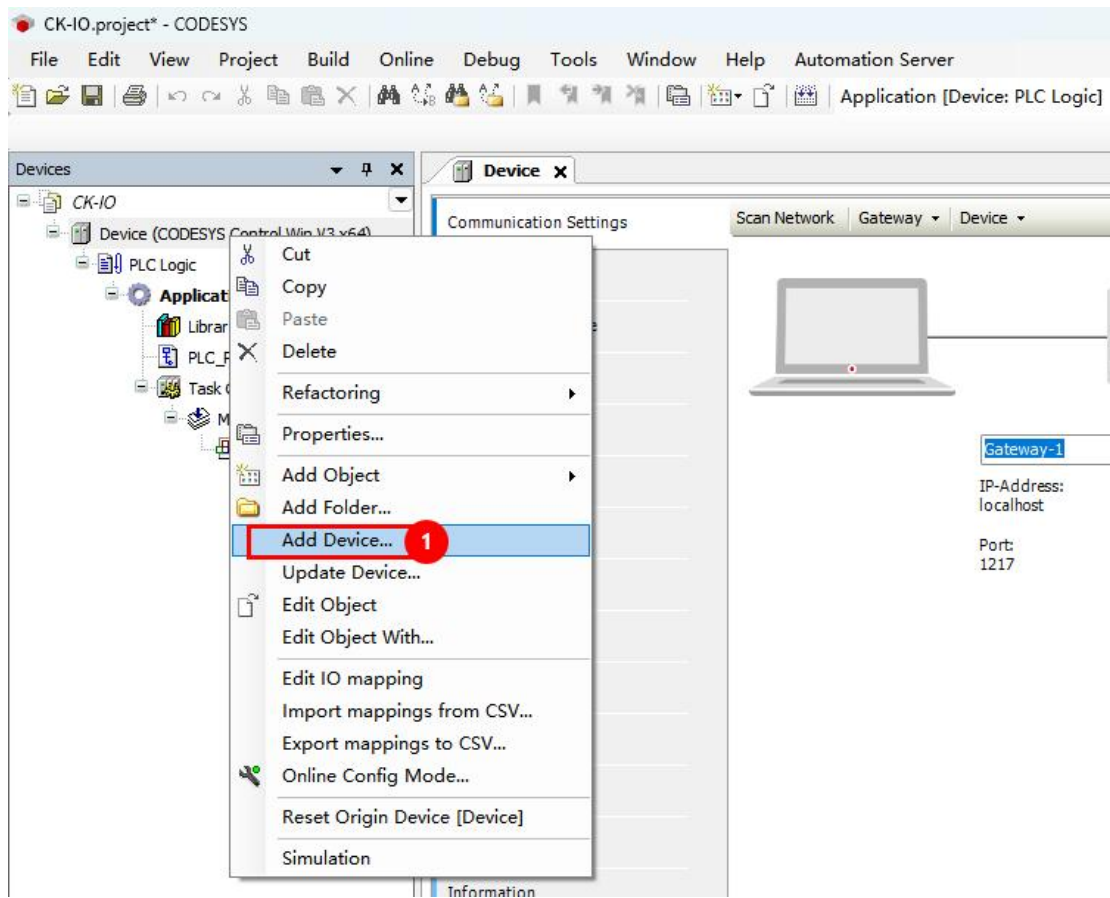 CK-IO.project* - CODESYS
File Edit View Project Build Online Debug Tools Window Help Automation Server
Application [Device: PLC Logic]
Devices
Device
CK-IO
Device (CODESYS Control Win V3 x64)
PLC Logic
Communication Settings
Scan Network Gateway Device
Cut
Copy
Paste
Delete
Refactoring
Properties...
Add Object
Add Folder...
Add Device... 1
Update Device...
Edit Object
Edit Object With...
Edit IO mapping
Import mappings from CSV...
Export mappings to CSV...
Online Config Mode...
Reset Origin Device [Device]
Simulation
Gateway-1
IP-Address:
localhost
Port:
1217
Information